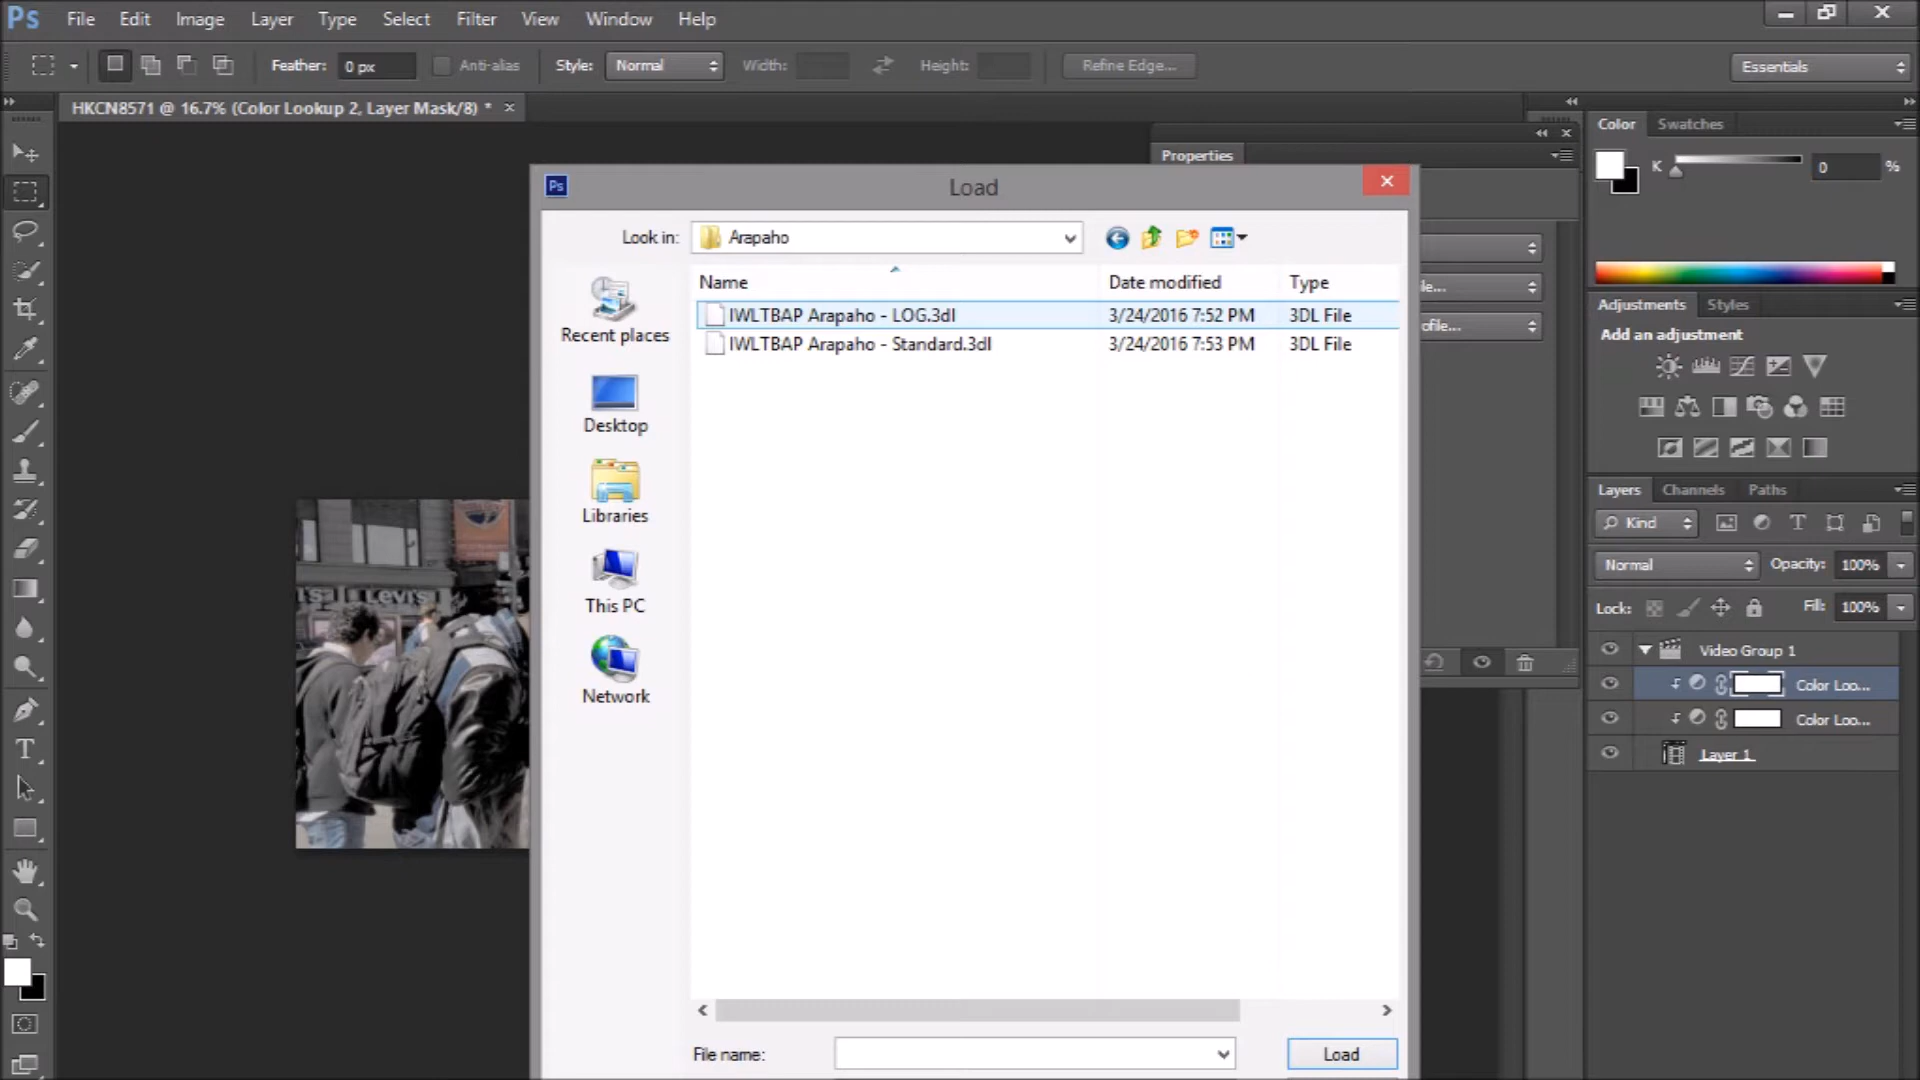 Ps File Edit Image Layer Type Select Filter View Window Help
Feather: 0 px Anti-alias Style: Normal Width: Height: Refine Edge... Essentials
HKCN8571 @ 16.7% (Color Lookup 2, Layer Mask/8) * ×
Properties
Color Swatches
K 0 %
Ps Load
Look in: Arapaho
Name Date modified Type
IWLTBAP Arapaho - LOG.3dl 3/24/2016 7:52 PM 3DL File
IWLTBAP Arapaho - Standard.3dl 3/24/2016 7:53 PM 3DL File
Recent places
Desktop
Libraries
This PC
Network
File name: Load
le...
ofile...
Adjustments Styles
Add an adjustment
Layers Channels Paths
Kind
Normal Opacity: 100%
Lock: Fill: 100%
Video Group 1
Color Loo...
Color Loo...
Layer 1
Levi's